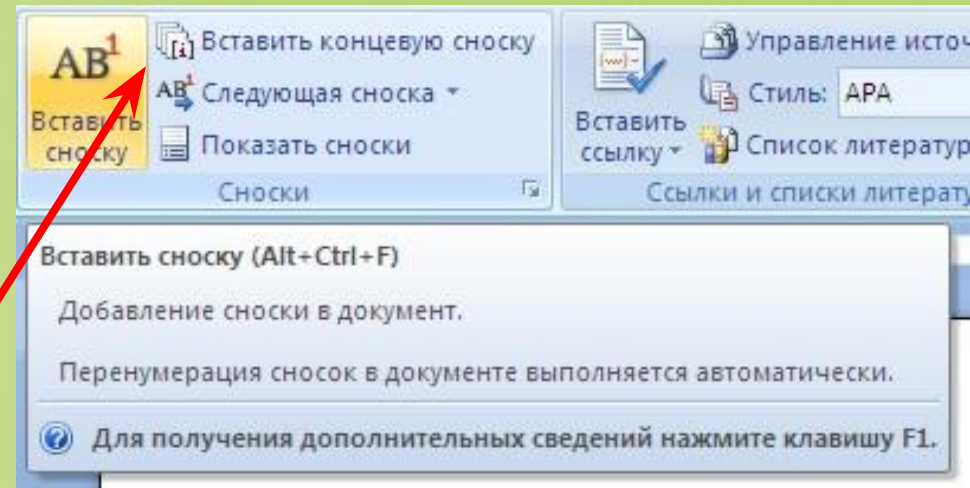 AB1
Вставить сноску
Вставить концевую сноску
AB1 Следующая сноска
Показать сноски
Сноски
Вставить ссылку
Управление источ
Стиль: APA
Список литератур
Ссылки и списки литерату
Вставить сноску (Alt+Ctrl+F)
Добавление сноски в документ.
Перенумерация сносок в документе выполняется автоматически.
Для получения дополнительных сведений нажмите клавишу F1.